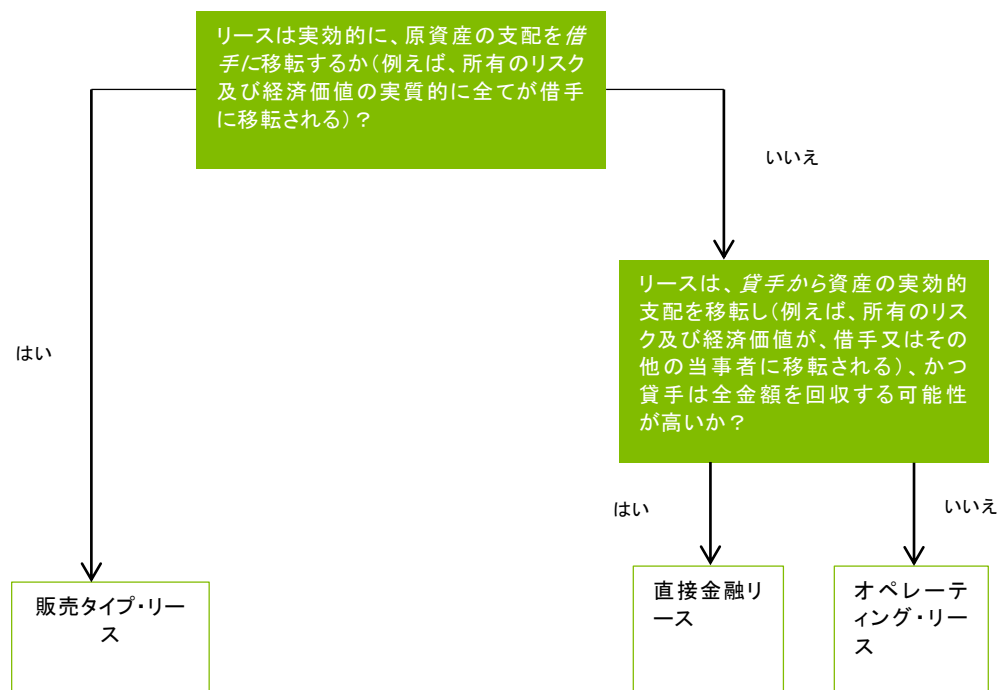 リースは実効的に、原資産の支配を借
手に移転するか（例えば、所有のリスク
及び経済価値の実質的に全てが借手
に移転される）？
いいえ
リースは、貸手から資産の実効的
支配を移転し（例えば、所有のリス
ク及び経済価値が、借手又はその
他の当事者に移転される）、かつ
貸手は全金額を回収する可能性
が高いか？
はい
はい
いいえ
販売タイプ・リー
ス
直接金融リ
ース
オペレーテ
ィング・リー
ス